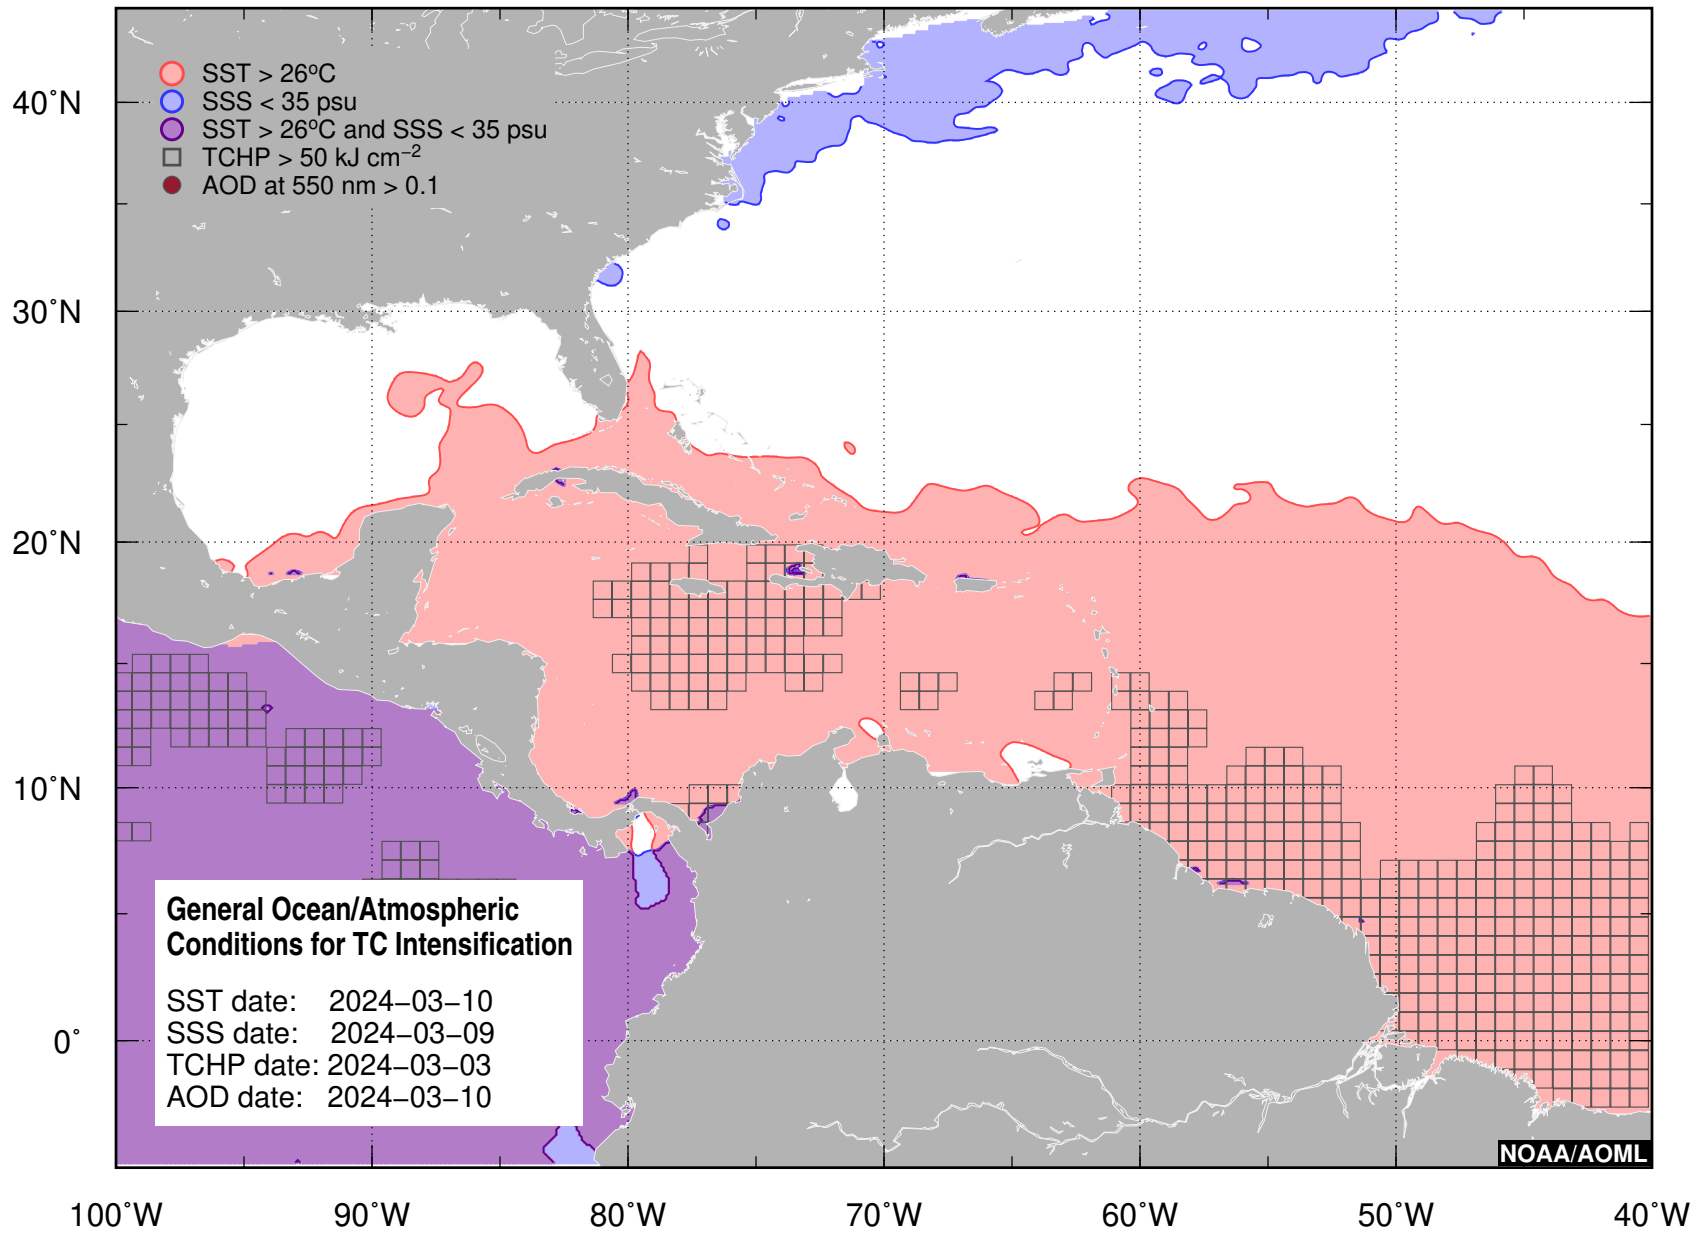 SST > 26ºC
SSS < 35 psu
SST > 26ºC and SSS < 35 psu
TCHP > 50 kJ cm⁻²
AOD at 550 nm > 0.1
40˚N
30˚N
20˚N
10˚N
0˚
General Ocean/Atmospheric
Conditions for TC Intensification
SST date: 2024−03−10
SSS date: 2024−03−09
TCHP date: 2024−03−03
AOD date: 2024−03−10
NOAA/AOML
100˚W 90˚W 80˚W 70˚W 60˚W 50˚W 40˚W